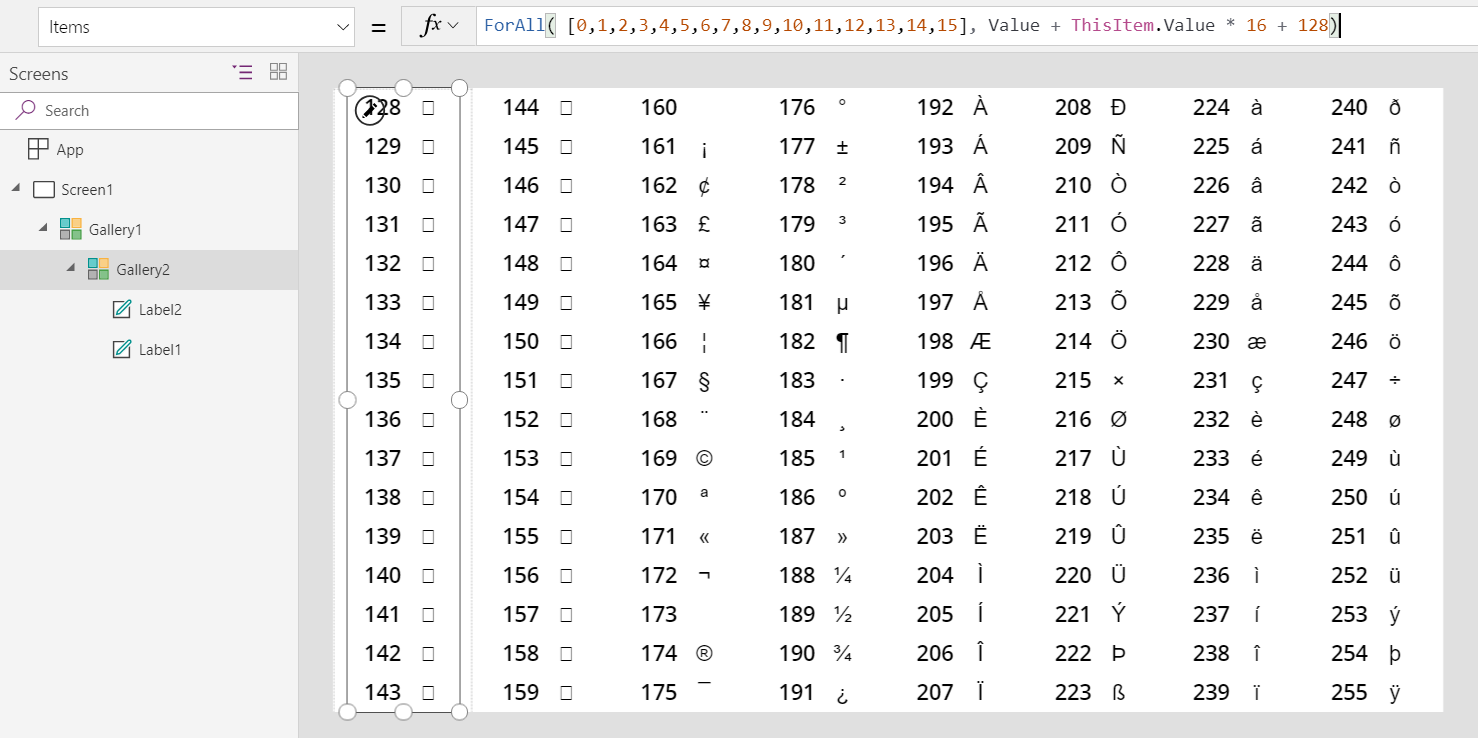 Items = fx ForAll( [0,1,2,3,4,5,6,7,8,9,10,11,12,13,14,15], Value + ThisItem.Value * 16 + 128)
Screens
Search
App
Screen1
Gallery1
Gallery2
Label2
Label1
128 □ 144 □ 160 176 ° 192 À 208 Ð 224 à 240 ð
129 □ 145 □ 161 ¡ 177 ± 193 Á 209 Ñ 225 á 241 ñ
130 □ 146 □ 162 ¢ 178 ² 194 Â 210 Ò 226 â 242 ò
131 □ 147 □ 163 £ 179 ³ 195 Ã 211 Ó 227 ã 243 ó
132 □ 148 □ 164 ¤ 180 ´ 196 Ä 212 Ô 228 ä 244 ô
133 □ 149 □ 165 ¥ 181 µ 197 Å 213 Õ 229 å 245 õ
134 □ 150 □ 166 ¦ 182 ¶ 198 Æ 214 Ö 230 æ 246 ö
135 □ 151 □ 167 § 183 · 199 Ç 215 × 231 ç 247 ÷
136 □ 152 □ 168 ¨ 184 ¸ 200 È 216 Ø 232 è 248 ø
137 □ 153 □ 169 © 185 ¹ 201 É 217 Ù 233 é 249 ù
138 □ 154 □ 170 ª 186 º 202 Ê 218 Ú 234 ê 250 ú
139 □ 155 □ 171 « 187 » 203 Ë 219 Û 235 ë 251 û
140 □ 156 □ 172 ¬ 188 ¼ 204 Ì 220 Ü 236 ì 252 ü
141 □ 157 □ 173 189 ½ 205 Í 221 Ý 237 í 253 ý
142 □ 158 □ 174 ® 190 ¾ 206 Î 222 Þ 238 î 254 þ
143 □ 159 □ 175 ¯ 191 ¿ 207 Ï 223 ß 239 ï 255 ÿ